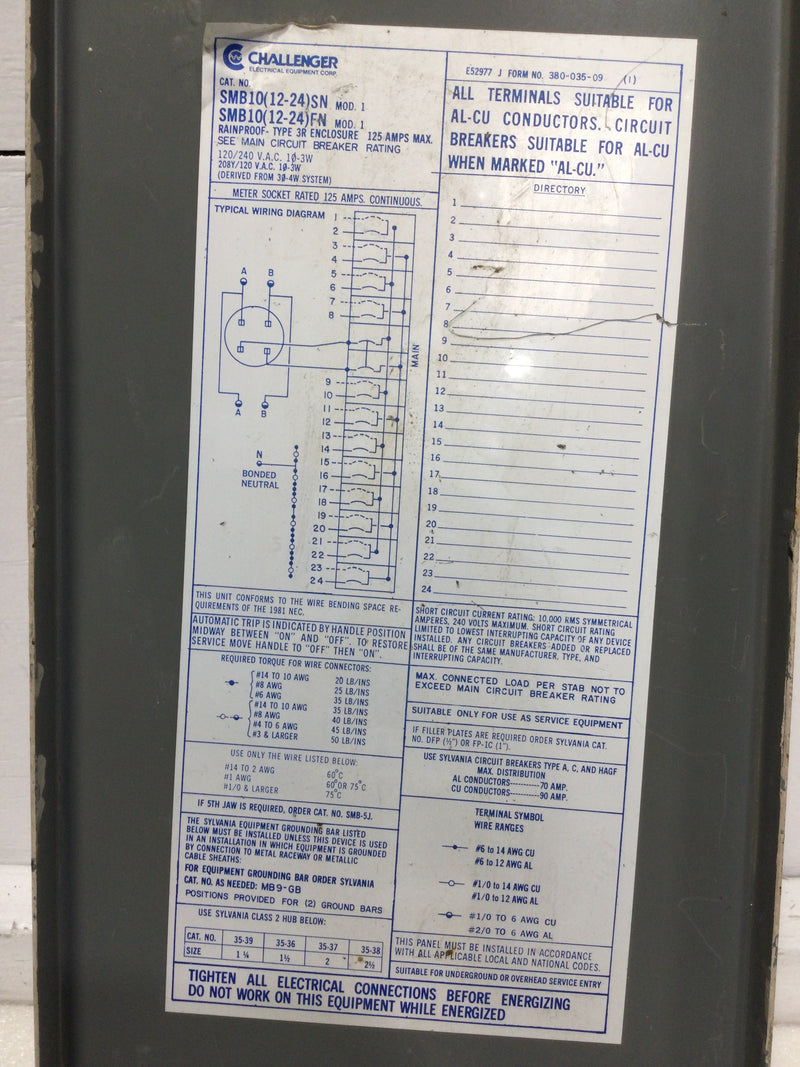 CHALLENGER
ELECTRICAL EQUIPMENT CORP.
CAT. NO.
SMB10(12-24)SN MOD. 1
SMB10(12-24)FN MOD. 1
RAINPROOF- TYPE 3R ENCLOSURE 125 AMPS MAX.
SEE MAIN CIRCUIT BREAKER RATING
120/240 V.A.C. 1Ø-3W
208Y/120 V.A.C. 1Ø-3W
(DERIVED FROM 3Ø-4W SYSTEM)
METER SOCKET RATED 125 AMPS. CONTINUOUS.
TYPICAL WIRING DIAGRAM
1
2
3
4
5
6
7
8
A B
MAIN
9
10
11
12
13
14
15
16
17
18
19
20
21
22
23
24
A B
N
BONDED
NEUTRAL
THIS UNIT CONFORMS TO THE WIRE BENDING SPACE RE-
QUIREMENTS OF THE 1981 NEC.
AUTOMATIC TRIP IS INDICATED BY HANDLE POSITION
MIDWAY BETWEEN "ON" AND "OFF". TO RESTORE
SERVICE MOVE HANDLE TO "OFF" THEN "ON".
REQUIRED TORQUE FOR WIRE CONNECTORS:
#14 TO 10 AWG 20 LB/INS
#8 AWG 25 LB/INS
#6 AWG 35 LB/INS
#14 TO 10 AWG 35 LB/INS
#8 AWG 40 LB/INS
#4 TO 6 AWG 45 LB/INS
#3 & LARGER 50 LB/INS
USE ONLY THE WIRE LISTED BELOW:
#14 TO 2 AWG 60°C
#1 AWG 60°OR 75°C
#1/0 & LARGER 75°C
IF 5TH JAW IS REQUIRED, ORDER CAT. NO. SMB-5J.
THE SYLVANIA EQUIPMENT GROUNDING BAR LISTED
BELOW MUST BE INSTALLED UNLESS THIS DEVICE IS USED
IN AN INSTALLATION IN WHICH EQUIPMENT IS GROUNDED
BY CONNECTION TO METAL RACEWAY OR METALLIC
CABLE SHEATHS:
FOR EQUIPMENT GROUNDING BAR ORDER SYLVANIA
CAT. NO. AS NEEDED: MB9-GB
POSITIONS PROVIDED FOR (2) GROUND BARS
USE SYLVANIA CLASS 2 HUB BELOW:
CAT. NO. 35-39 35-36 35-37 35-38
SIZE 1 ¼ 1½ 2 2½
E52977 J FORM NO. 380-035-09 (1)
ALL TERMINALS SUITABLE FOR
AL-CU CONDUCTORS. CIRCUIT
BREAKERS SUITABLE FOR AL-CU
WHEN MARKED "AL-CU."
DIRECTORY
1
2
3
4
5
6
7
8
9
10
11
12
13
14
15
16
17
18
19
20
21
22
23
24
SHORT CIRCUIT CURRENT RATING: 10,000 RMS SYMMETRICAL
AMPERES, 240 VOLTS MAXIMUM. SHORT CIRCUIT RATING
LIMITED TO LOWEST INTERRUPTING CAPACITY OF ANY DEVICE
INSTALLED. ANY CIRCUIT BREAKERS ADDED OR REPLACED
SHALL BE OF THE SAME MANUFACTURER, TYPE, AND
INTERRUPTING CAPACITY.
MAX. CONNECTED LOAD PER STAB NOT TO
EXCEED MAIN CIRCUIT BREAKER RATING
SUITABLE ONLY FOR USE AS SERVICE EQUIPMENT
IF FILLER PLATES ARE REQUIRED ORDER SYLVANIA CAT.
NO. DFP (½") OR FP-1C (1").
USE SYLVANIA CIRCUIT BREAKERS TYPE A, C, AND HAGF
MAX. DISTRIBUTION
AL CONDUCTORS----------70 AMP.
CU CONDUCTORS----------90 AMP.
TERMINAL SYMBOL
WIRE RANGES
#6 to 14 AWG CU
#6 to 12 AWG AL
#1/0 to 14 AWG CU
#1/0 to 12 AWG AL
#1/0 TO 6 AWG CU
#2/0 TO 6 AWG AL
THIS PANEL MUST BE INSTALLED IN ACCORDANCE
WITH ALL APPLICABLE LOCAL AND NATIONAL CODES.
SUITABLE FOR UNDERGROUND OR OVERHEAD SERVICE ENTRY
TIGHTEN ALL ELECTRICAL CONNECTIONS BEFORE ENERGIZING
DO NOT WORK ON THIS EQUIPMENT WHILE ENERGIZED